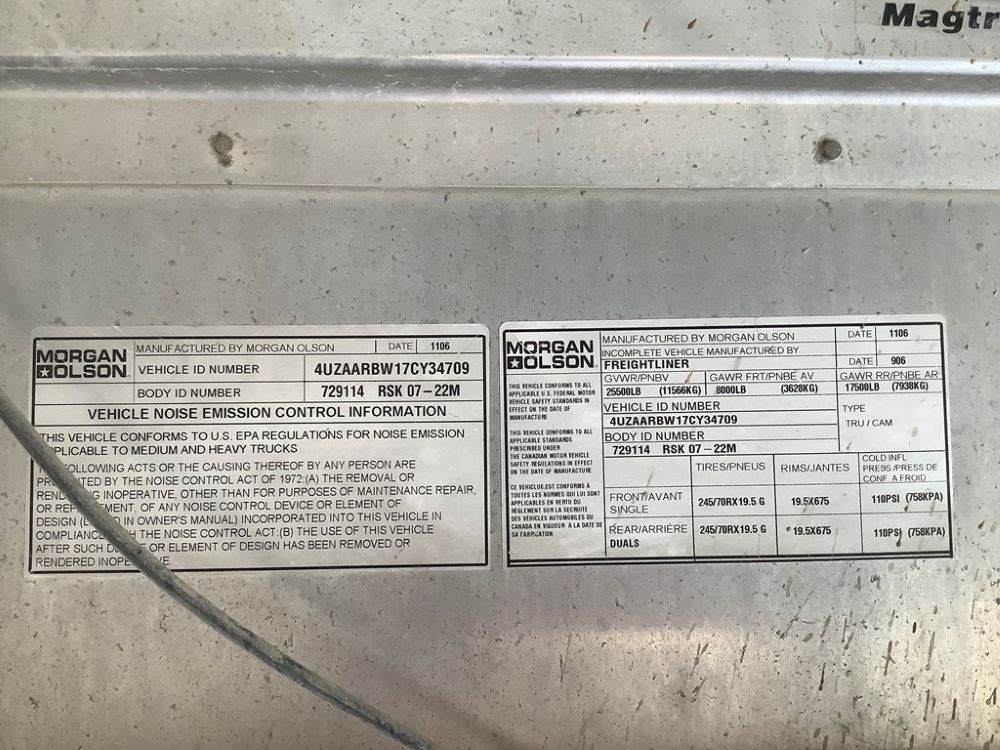 Magtr
MORGAN
OLSON
MANUFACTURED BY MORGAN OLSON DATE 1106
VEHICLE ID NUMBER 4UZAARBW17CY34709
BODY ID NUMBER 729114 RSK 07-22M
VEHICLE NOISE EMISSION CONTROL INFORMATION
THIS VEHICLE CONFORMS TO U.S. EPA REGULATIONS FOR NOISE EMISSION
APPLICABLE TO MEDIUM AND HEAVY TRUCKS
FOLLOWING ACTS OR THE CAUSING THEREOF BY ANY PERSON ARE
BY THE NOISE CONTROL ACT OF 1972:(A) THE REMOVAL OR
INOPERATIVE, OTHER THAN FOR PURPOSES OF MAINTENANCE REPAIR,
OR OF ANY NOISE CONTROL DEVICE OR ELEMENT OF
DESIGN IN OWNER'S MANUAL) INCORPORATED INTO THIS VEHICLE IN
COMPLIANCE THE NOISE CONTROL ACT:(B) THE USE OF THIS VEHICLE
AFTER SUCH OR ELEMENT OF DESIGN HAS BEEN REMOVED OR
RENDERED
MORGAN
OLSON
THIS VEHICLE CONFORMS TO ALL
APPLICABLE U.S. FEDERAL MOTOR
VEHICLE SAFETY STANDARDS IN
EFFECT ON THE DATE OF
MANUFACTURE
THIS VEHICLE CONFORMS TO ALL
APPLICABLE STANDARDS
PRESCRIBED UNDER
THE CANADIAN MOTOR VEHICLE
SAFETY REGULATIONS IN EFFECT
ON THE DATE OF MANUFACTURE
CE VÉHICLUE.EST CONFORMS A
TOUTES LES NORMES QUI LUI SONT
APPLICABLES EN VERTU DU
REGLEMENT SUR LA SECRUITE
DES VÉHICLES AUTOMOBILES DU
CANADA EN VIGUEUR A LA DATE DE
SA FABRICATION
MANUFACTURED BY MORGAN OLSON DATE 1106
INCOMPLETE VEHICLE MANUFACTURED BY
FREIGHTLINER DATE 906
GVWR/PNBV GAWR FRT/PNBE AV GAWR RR/PNBE AR
25500LB (11566KG) 8000LB (3628KG) 17500LB (7938KG)
VEHICLE ID NUMBER
4UZAARBW17CY34709
TYPE
TRU / CAM
BODY ID NUMBER
729114 RSK 07-22M
TIRES/PNEUS RIMS/JANTES COLD INFL
PRESS /PRESS DE
CONF. A FROID
FRONT/AVANT
SINGLE
245/70RX19.5 G 19.5X675 110PSI (758KPA)
REAR/ARRIÈRE
DUALS
245/70RX19.5 G 19.5X675 110PSI (758KPA)